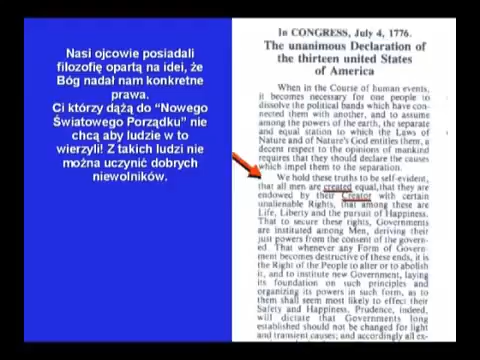 Nasi ojcowie posiadali
filozofię opartą na idei, że
Bóg nadał nam konkretne
prawa.
Ci którzy dążą do “Nowego
Światowego Porządku” nie
chcą aby ludzie w to
wierzyli! Z takich ludzi nie
można uczynić dobrych
niewolników.
In CONGRESS, July 4, 1776.
The unanimous Declaration of
the thirteen united States
of America
When in the Course of human events,
it becomes necessary for one people to
dissolve the political bands which have con-
nected them with another, and to assume
among the powers of the earth, the separate
and equal station to which the Laws of
Nature and of Nature's God entitles them, a
decent respect to the opinions of mankind
requires that they should declare the causes
which impel them to the separation.
We hold these truths to be self-evident,
that all men are created equal, that they are
endowed by their Creator with certain
unalienable Rights, that among these are
Life, Liberty and the pursuit of Happiness.
That to secure these rights, Governments
are instituted among Men, deriving their
just powers from the consent of the govern-
ed. That whenever any Form of Govern-
ment becomes destructive of these ends, it is
the Right of the People to alter or to abolish
it, and to institute new Government, laying
its foundation on such principles and
organizing its powers in such form, as to
them shall seem most likely to effect their
Safety and Happiness. Prudence, indeed,
will dictate that Governments long
established should not be changed for light
and transient causes; and accordingly all ex-